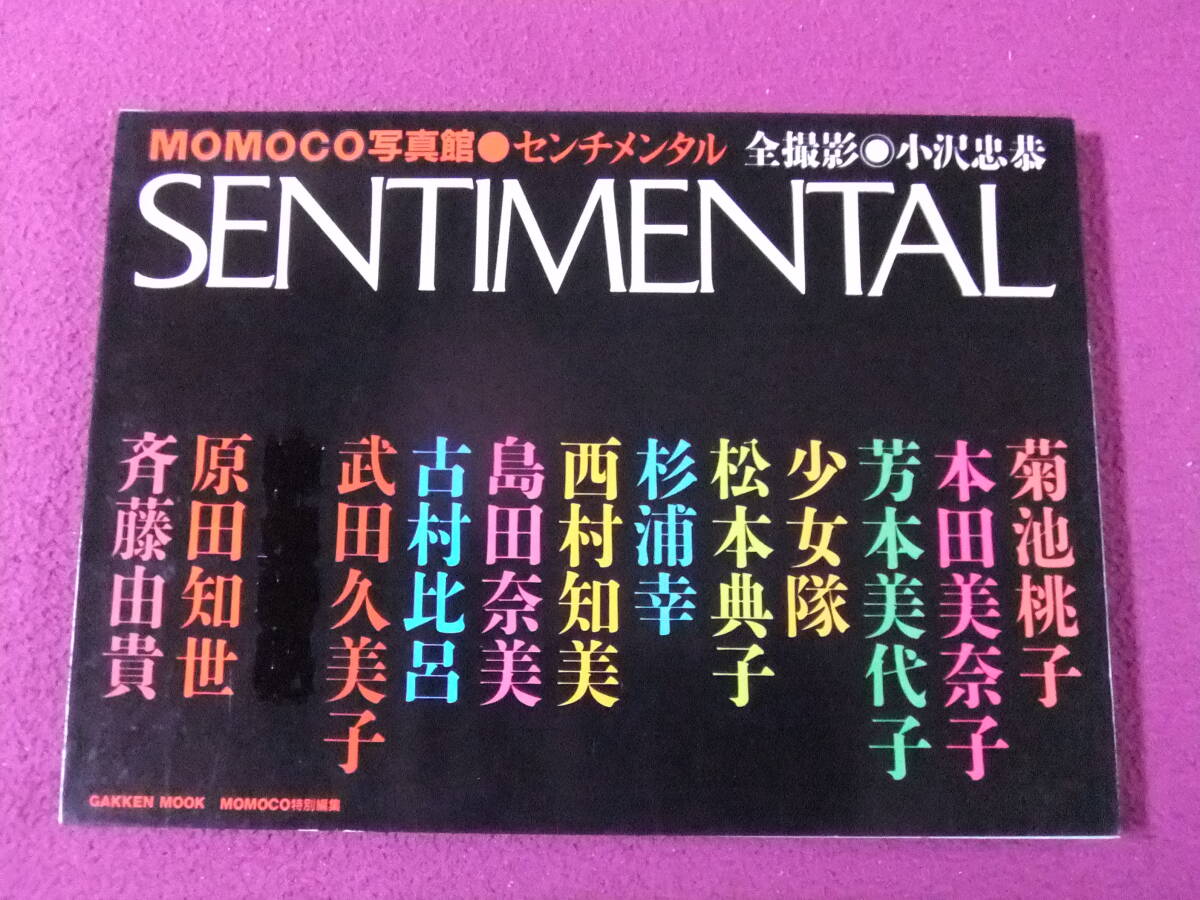 MOMOCO写真館●センチメンタル 全撮影◉小沢忠恭
SENTIMENTAL
菊池桃子
本田美奈子
芳本美代子
少女隊
松本典子
杉浦幸
西村知美
島田奈美
古村比呂
武田久美子
原田知世
斉藤由貴
GAKKEN MOOK MOMOCO特別編集